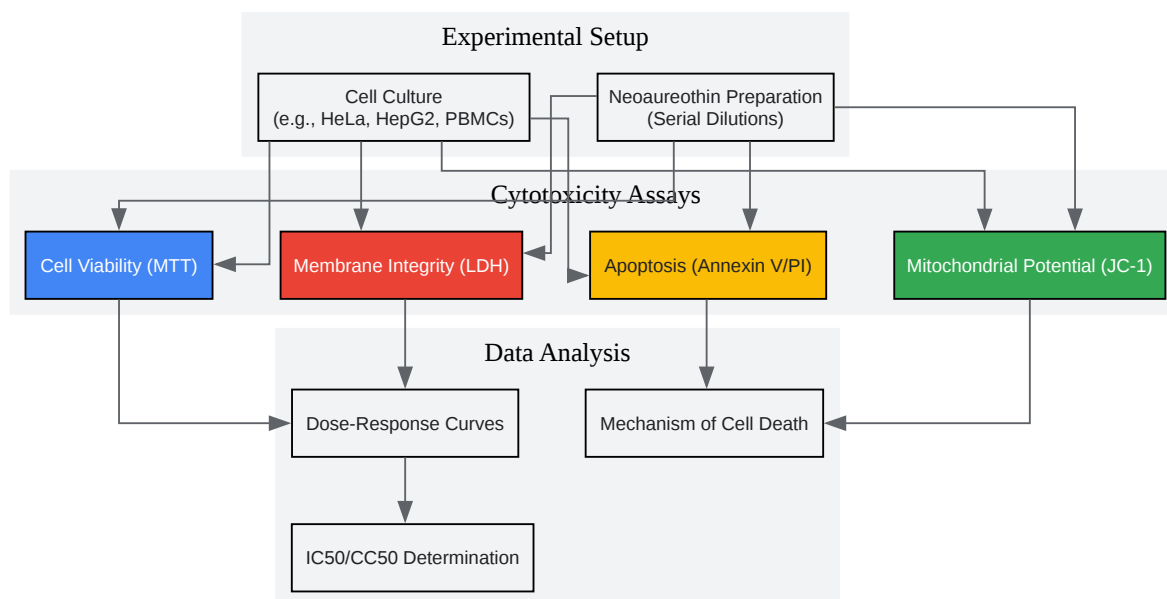 Experimental Setup
Cell Culture
(e.g., HeLa, HepG2, PBMCs)
Neoaureothin Preparation
(Serial Dilutions)
Cytotoxicity Assays
Cell Viability (MTT)
Membrane Integrity (LDH)
Apoptosis (Annexin V/PI)
Mitochondrial Potential (JC-1)
Data Analysis
Dose-Response Curves
Mechanism of Cell Death
IC50/CC50 Determination